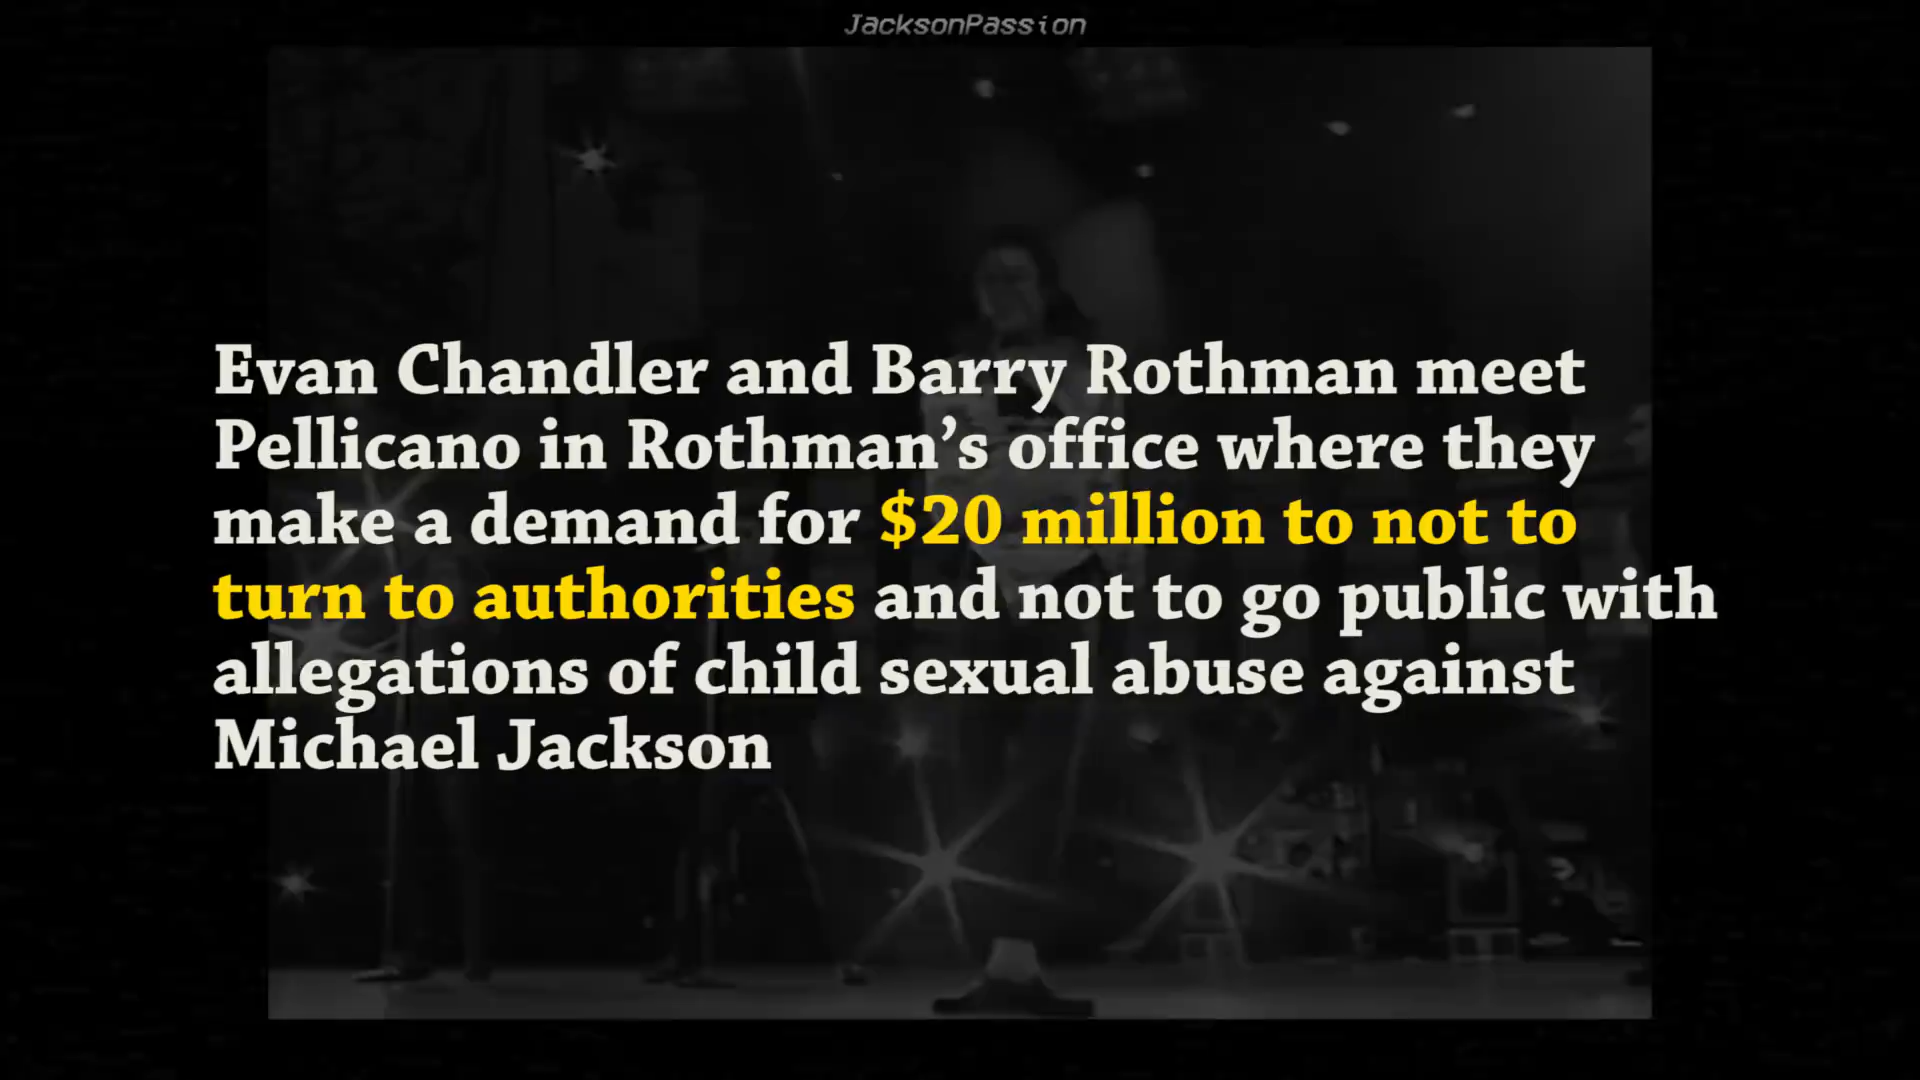 JacksonPassion
Evan Chandler and Barry Rothman meet
Pellicano in Rothman’s office where they
make a demand for $20 million to not to
turn to authorities and not to go public with
allegations of child sexual abuse against
Michael Jackson